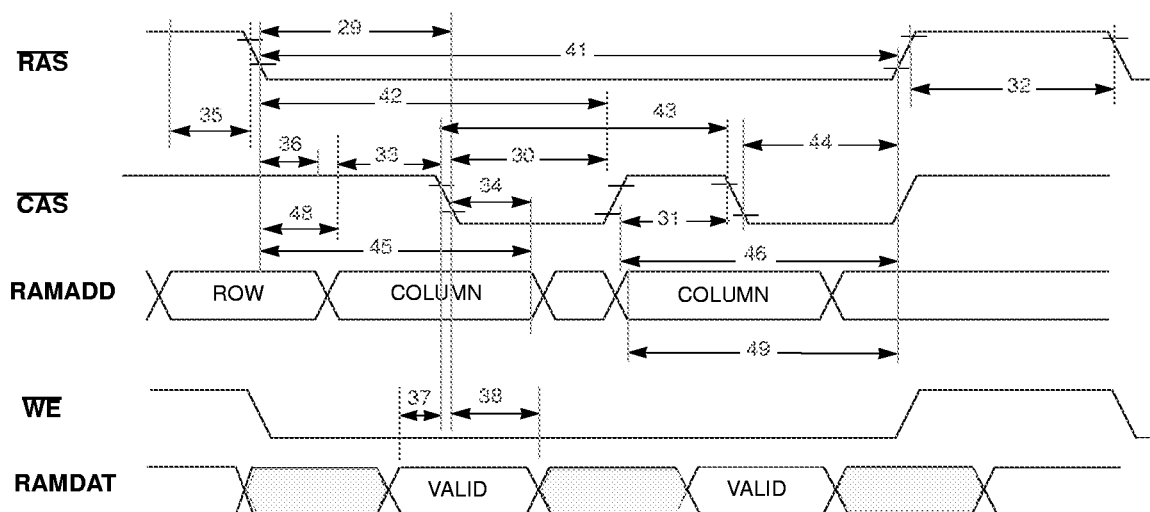 29
RAS
41
42
32
35
43
36
33
30
44
CAS
34
48
31
45
46
RAMADD
ROW
COLUMN
COLUMN
49
WE
37
38
RAMDAT
VALID
VALID